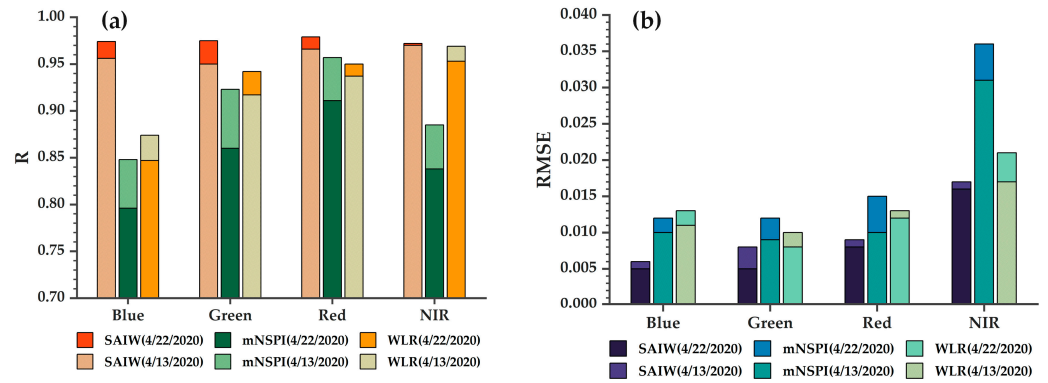 (a)
1.00
0.95
0.90
0.85
0.80
0.75
0.70
R
Blue Green Red NIR
SAIW(4/22/2020) mNSPI(4/22/2020) WLR(4/22/2020)
SAIW(4/13/2020) mNSPI(4/13/2020) WLR(4/13/2020)
(b)
0.040
0.035
0.030
0.025
0.020
0.015
0.010
0.005
0.000
RMSE
Blue Green Red NIR
SAIW(4/22/2020) mNSPI(4/22/2020) WLR(4/22/2020)
SAIW(4/13/2020) mNSPI(4/13/2020) WLR(4/13/2020)